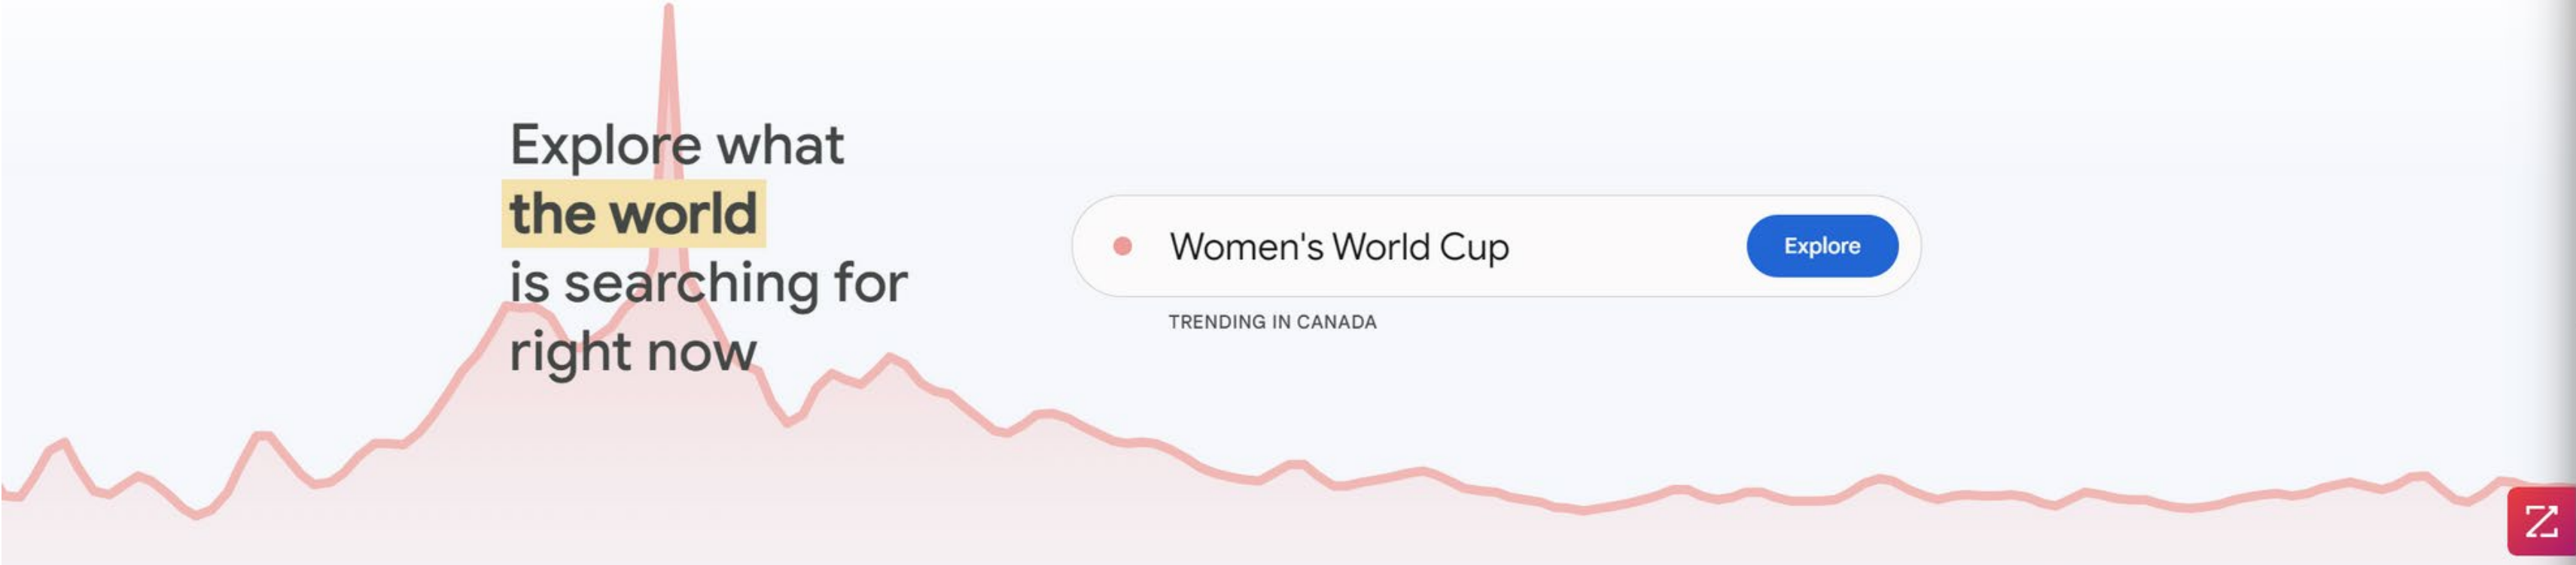 Explore what
the world
is searching for
right now
Women's World Cup
Explore
TRENDING IN CANADA